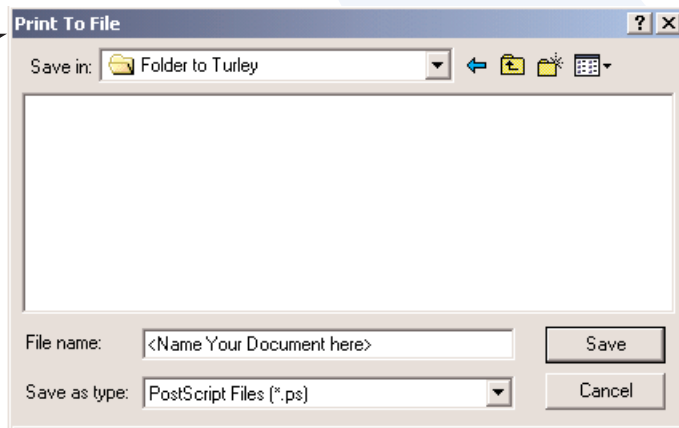 Print To File
Save in: Folder to Turley
File name: <Name Your Document here> Save
Save as type: PostScript Files (*.ps) Cancel